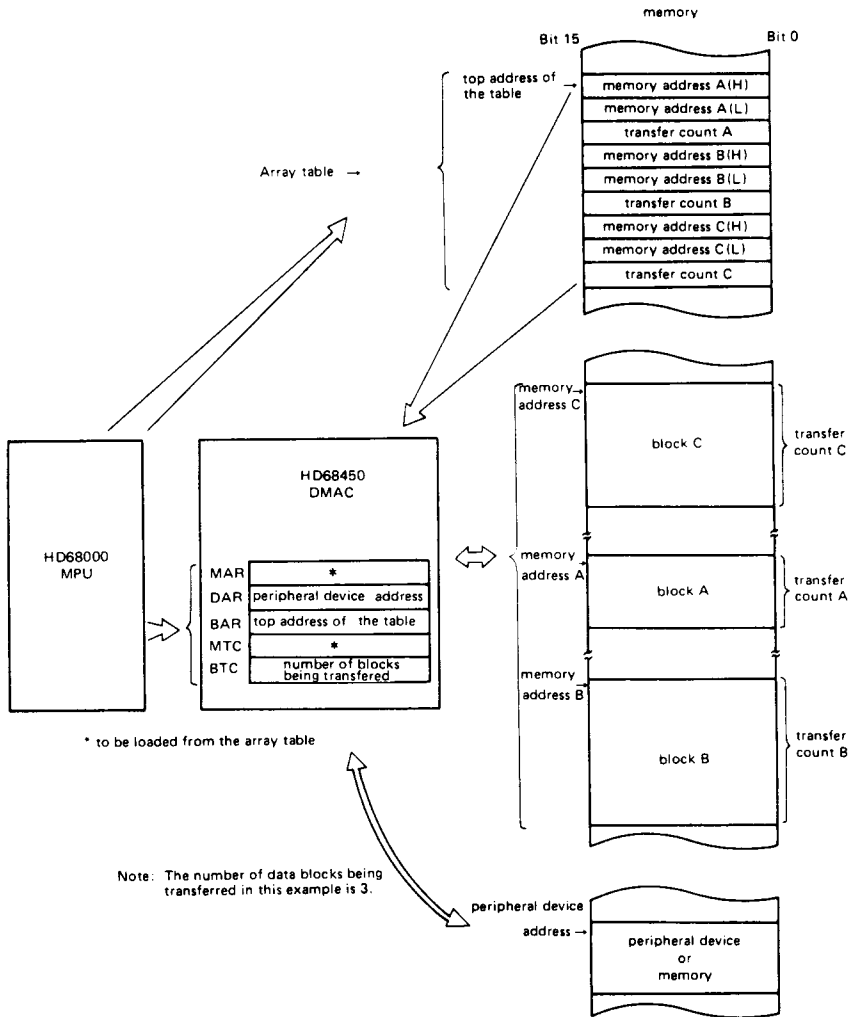 memory
Bit 15
Bit 0
top address of
the table →
memory address A(H)
memory address A(L)
transfer count A
memory address B(H)
memory address B(L)
transfer count B
memory address C(H)
memory address C(L)
transfer count C
Array table →
memory
address C
block C
transfer
count C
HD68000
MPU
HD68450
DMAC
MAR
*
DAR
peripheral device address
BAR
top address of the table
MTC
*
BTC
number of blocks
being transfered
memory
address A
block A
transfer
count A
memory
address B
block B
transfer
count B
* to be loaded from the array table
Note: The number of data blocks being
transferred in this example is 3.
peripheral device
address →
peripheral device
or
memory